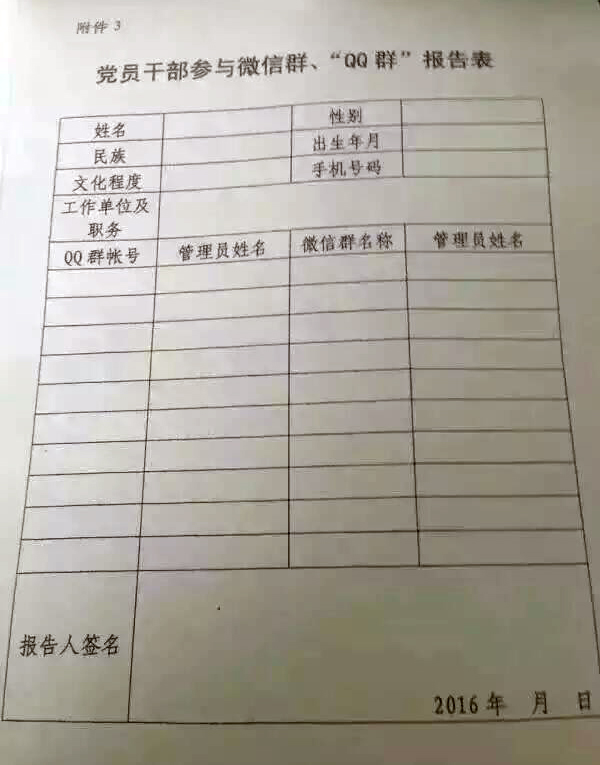 附件 3
党员干部参与微信群、“QQ 群”报告表
姓名 性别
民族 出生年月
文化程度 手机号码
工作单位及
职务
QQ 群帐号 管理员姓名 微信群名称 管理员姓名
报告人签名
2016 年 月 日